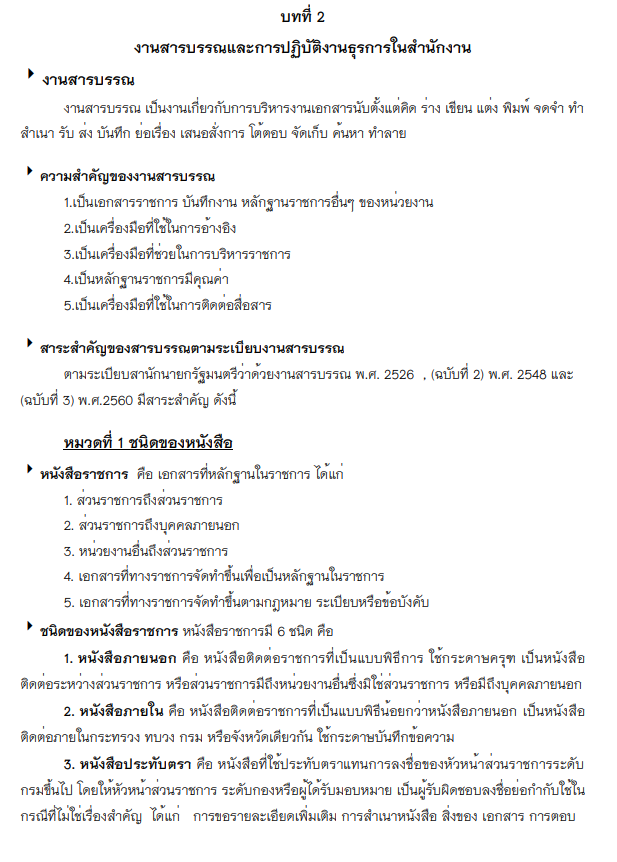 บทที่ 2
งานสารบรรณและการปฏิบัติงานธุรการในสำนักงาน
งานสารบรรณ
งานสารบรรณ เป็นงานเกี่ยวกับการบริหารงานเอกสารนับตั้งแต่คิด ร่าง เขียน แต่ง พิมพ์ จดจำ ทำ
สำเนา รับ ส่ง บันทึก ย่อเรื่อง เสนอสั่งการ โต้ตอบ จัดเก็บ ค้นหา ทำลาย
ความสำคัญของงานสารบรรณ
1.เป็นเอกสารราชการ บันทึกงาน หลักฐานราชการอื่นๆ ของหน่วยงาน
2.เป็นเครื่องมือที่ใช้ในการอ้างอิง
3.เป็นเครื่องมือที่ช่วยในการบริหารราชการ
4.เป็นหลักฐานราชการมีคุณค่า
5.เป็นเครื่องมือที่ใช้ในการติดต่อสื่อสาร
สาระสำคัญของสารบรรณตามระเบียบงานสารบรรณ
ตามระเบียบสานักนายกรัฐมนตรีว่าด้วยงานสารบรรณ พ.ศ. 2526 , (ฉบับที่ 2) พ.ศ. 2548 และ
(ฉบับที่ 3) พ.ศ.2560 มีสาระสำคัญ ดังนี้
หมวดที่ 1 ชนิดของหนังสือ
หนังสือราชการ คือ เอกสารที่หลักฐานในราชการ ได้แก่
1. ส่วนราชการถึงส่วนราชการ
2. ส่วนราชการถึงบุคคลภายนอก
3. หน่วยงานอื่นถึงส่วนราชการ
4. เอกสารที่ทางราชการจัดทำขึ้นเพื่อเป็นหลักฐานในราชการ
5. เอกสารที่ทางราชการจัดทำขึ้นตามกฎหมาย ระเบียบหรือข้อบังคับ
ชนิดของหนังสือราชการ หนังสือราชการมี 6 ชนิด คือ
1. หนังสือภายนอก คือ หนังสือติดต่อราชการที่เป็นแบบพิธีการ ใช้กระดาษครุฑ เป็นหนังสือ
ติดต่อระหว่างส่วนราชการ หรือส่วนราชการมีถึงหน่วยงานอื่นซึ่งมิใช่ส่วนราชการ หรือมีถึงบุคคลภายนอก
2. หนังสือภายใน คือ หนังสือติดต่อราชการที่เป็นแบบพิธีน้อยกว่าหนังสือภายนอก เป็นหนังสือ
ติดต่อภายในกระทรวง ทบวง กรม หรือจังหวัดเดียวกัน ใช้กระดาษบันทึกข้อความ
3. หนังสือประทับตรา คือ หนังสือที่ใช้ประทับตราแทนการลงชื่อของหัวหน้าส่วนราชการระดับ
กรมขึ้นไป โดยให้หัวหน้าส่วนราชการ ระดับกองหรือผู้ได้รับมอบหมาย เป็นผู้รับผิดชอบลงชื่อย่อกำกับใช้ใน
กรณีที่ไม่ใช่เรื่องสำคัญ ได้แก่ การขอรายละเอียดเพิ่มเติม การสำเนาหนังสือ สิ่งของ เอกสาร การตอบ